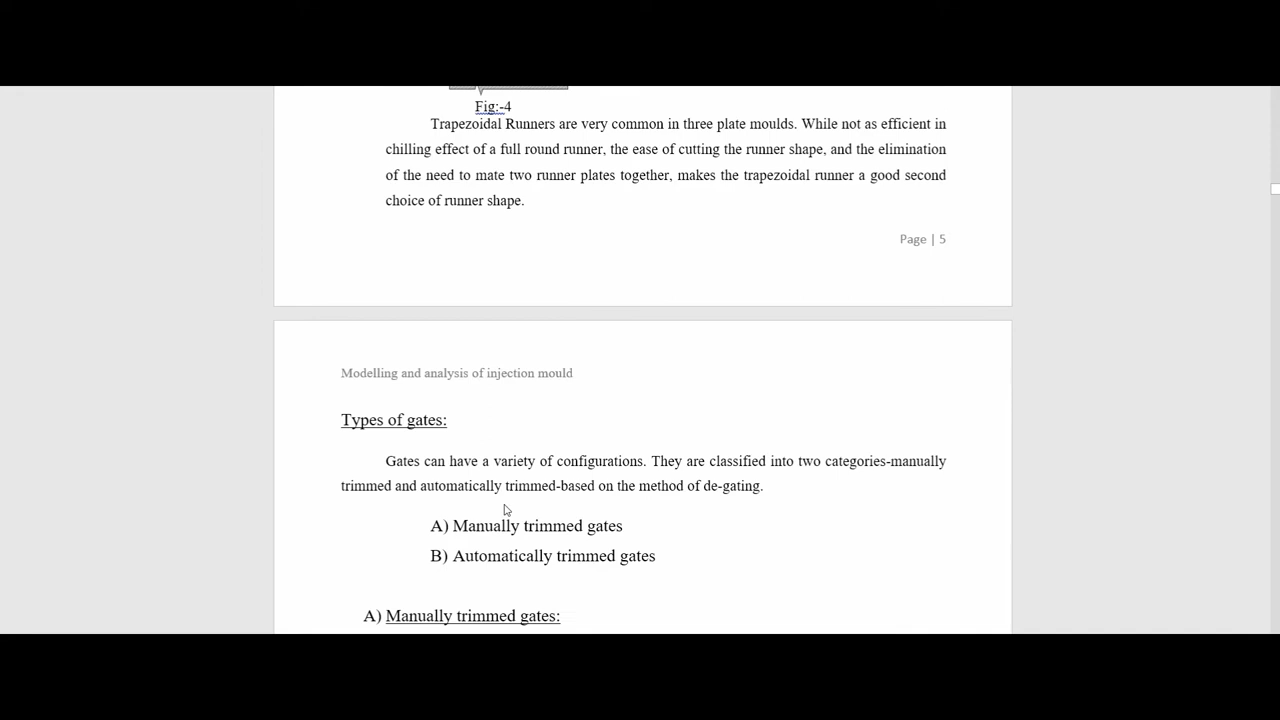 Fig:-4
Trapezoidal Runners are very common in three plate moulds. While not as efficient in
chilling effect of a full round runner, the ease of cutting the runner shape, and the elimination
of the need to mate two runner plates together, makes the trapezoidal runner a good second
choice of runner shape.
Page | 5
Modelling and analysis of injection mould
Types of gates:
Gates can have a variety of configurations. They are classified into two categories-manually
trimmed and automatically trimmed-based on the method of de-gating.
A) Manually trimmed gates
B) Automatically trimmed gates
A) Manually trimmed gates: